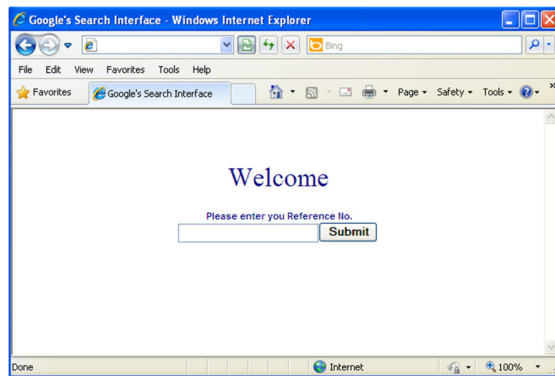 Google's Search Interface - Windows Internet Explorer
Bing
File Edit View Favorites Tools Help
Favorites Google's Search Interface Page Safety Tools »
Welcome
Please enter you Reference No.
Submit
Done Internet 100%